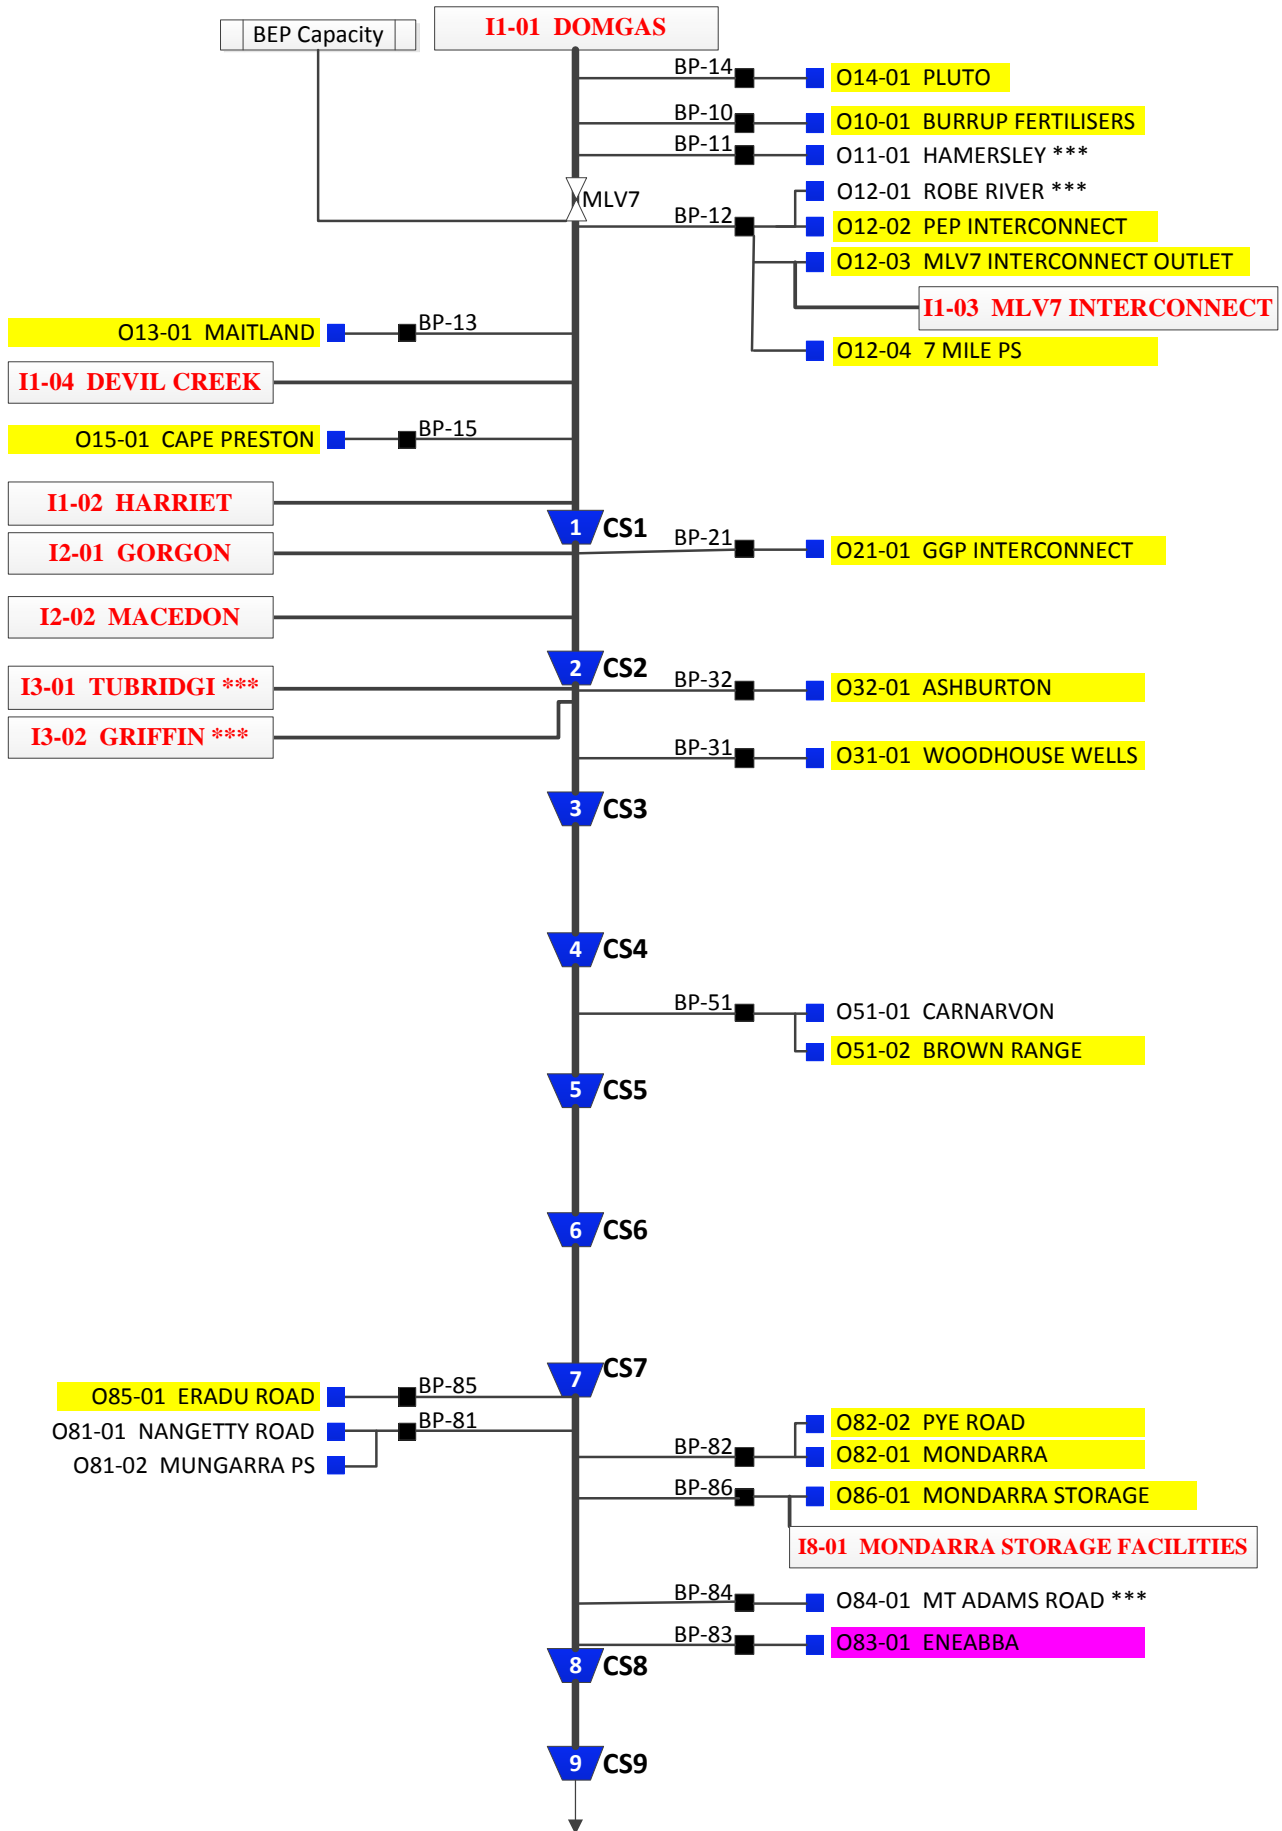 BEP Capacity
I1-01 DOMGAS
BP-14
O14-01 PLUTO
BP-10
O10-01 BURRUP FERTILISERS
BP-11
O11-01 HAMERSLEY ***
MLV7
O12-01 ROBE RIVER ***
BP-12
O12-02 PEP INTERCONNECT
O12-03 MLV7 INTERCONNECT OUTLET
I1-03 MLV7 INTERCONNECT
O13-01 MAITLAND
BP-13
O12-04 7 MILE PS
I1-04 DEVIL CREEK
O15-01 CAPE PRESTON
BP-15
I1-02 HARRIET
1 CS1
I2-01 GORGON
BP-21
O21-01 GGP INTERCONNECT
I2-02 MACEDON
2 CS2
I3-01 TUBRIDGI ***
BP-32
O32-01 ASHBURTON
I3-02 GRIFFIN ***
BP-31
O31-01 WOODHOUSE WELLS
3 CS3
4 CS4
BP-51
O51-01 CARNARVON
O51-02 BROWN RANGE
5 CS5
6 CS6
7 CS7
O85-01 ERADU ROAD
BP-85
O81-01 NANGETTY ROAD
BP-81
O81-02 MUNGARRA PS
O82-02 PYE ROAD
BP-82
O82-01 MONDARRA
BP-86
O86-01 MONDARRA STORAGE
I8-01 MONDARRA STORAGE FACILITIES
BP-84
O84-01 MT ADAMS ROAD ***
BP-83
O83-01 ENEABBA
8 CS8
9 CS9